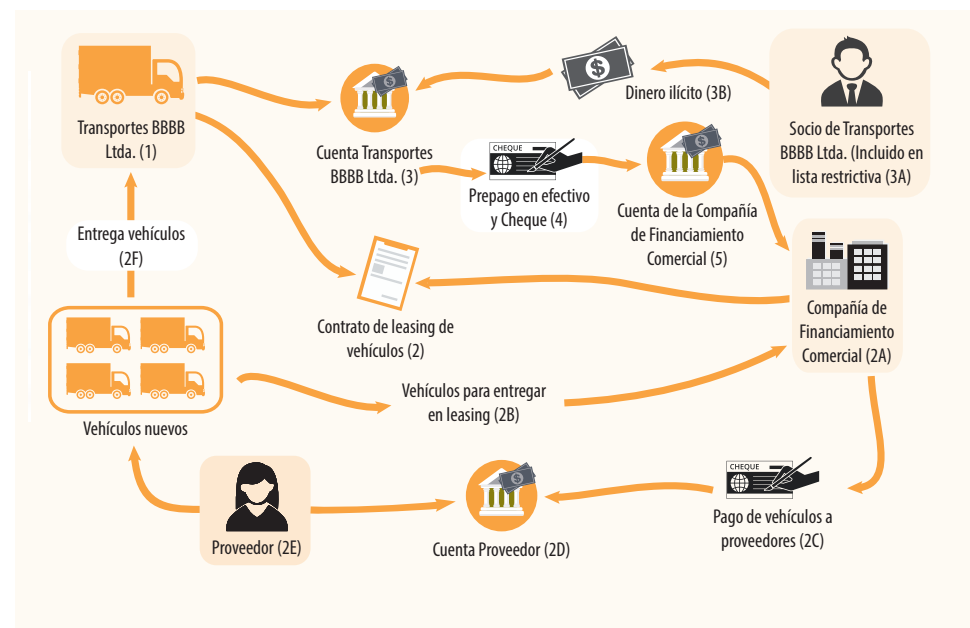 Transportes BBBB
Ltda. (1)
Cuenta Transportes
BBBB Ltda. (3)
Dinero ilícito (3B)
Socio de Transportes
BBBB Ltda. (Incluido en
lista restrictiva (3A)
CHEQUE
Prepago en efectivo
y Cheque (4)
Cuenta de la Compañía
de Financiamiento
Comercial (5)
Entrega vehículos
(2F)
Contrato de leasing de
vehículos (2)
Compañía de
Financiamiento
Comercial (2A)
Vehículos para entregar
en leasing (2B)
Vehículos nuevos
Proveedor (2E)
Cuenta Proveedor (2D)
CHEQUE
Pago de vehículos a
proveedores (2C)